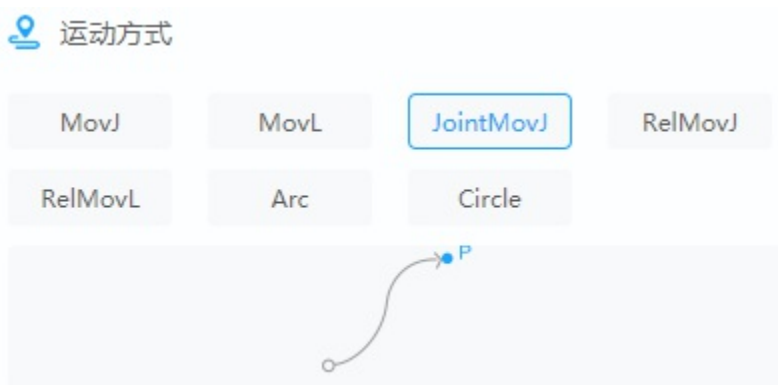 运动方式
MovJ MovL JointMovJ RelMovJ
RelMovL Arc Circle
P